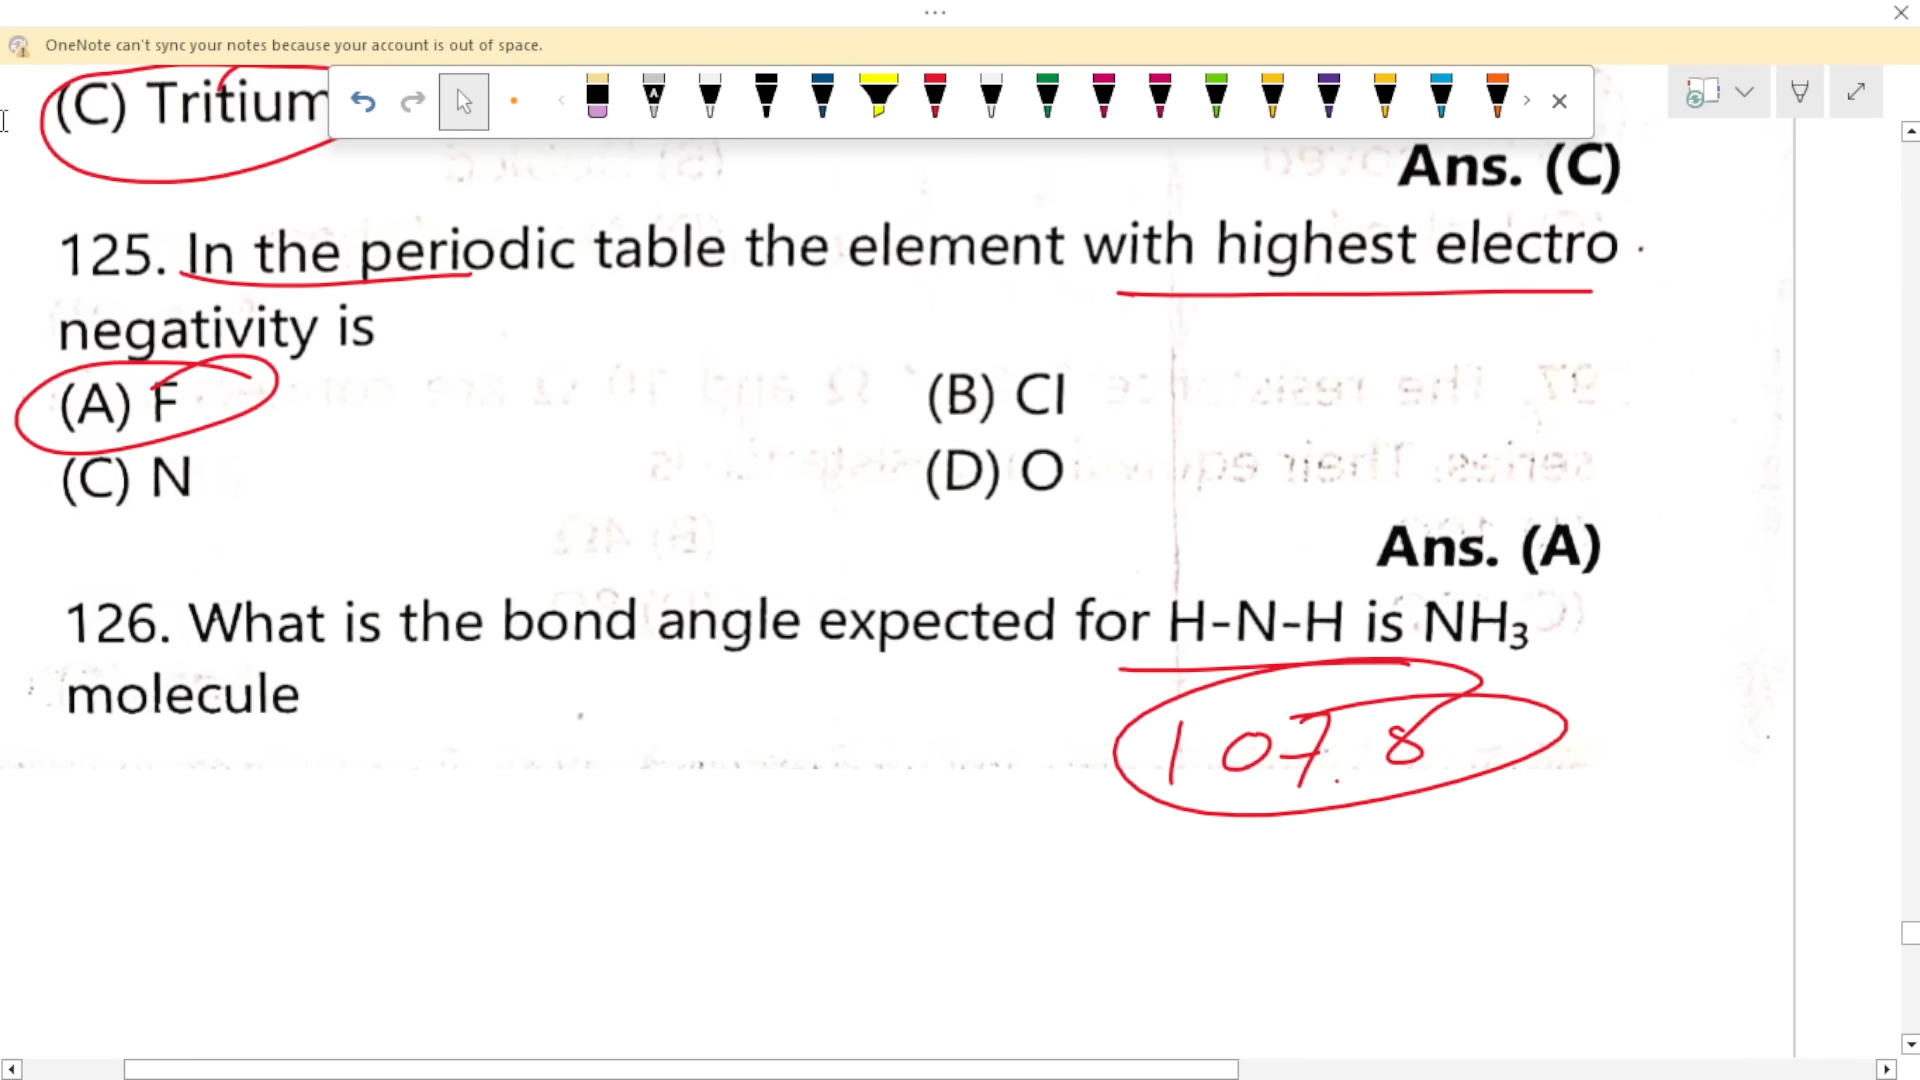 OneNote can't sync your notes because your account is out of space.
(C) Tritium
Ans. (C)
125. In the periodic table the element with highest electro
negativity is
(A) F (B) Cl
(C) N (D) O
Ans. (A)
126. What is the bond angle expected for H-N-H is NH₃
molecule
107.8